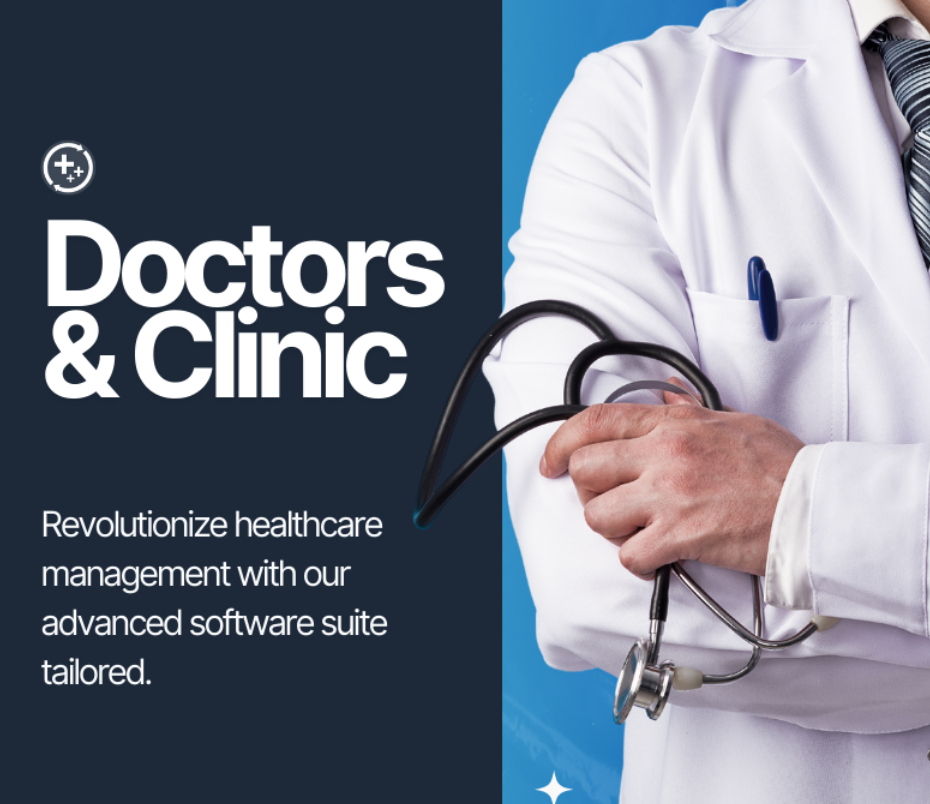 Doctors
& Clinic
Revolutionize healthcare
management with our
advanced software suite
tailored.